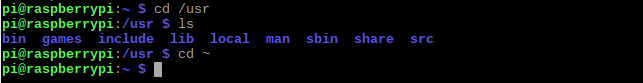 pi@raspberrypi:~ $ cd /usr
pi@raspberrypi:/usr $ ls
bin games include lib local man sbin share src
pi@raspberrypi:/usr $ cd ~
pi@raspberrypi:~ $